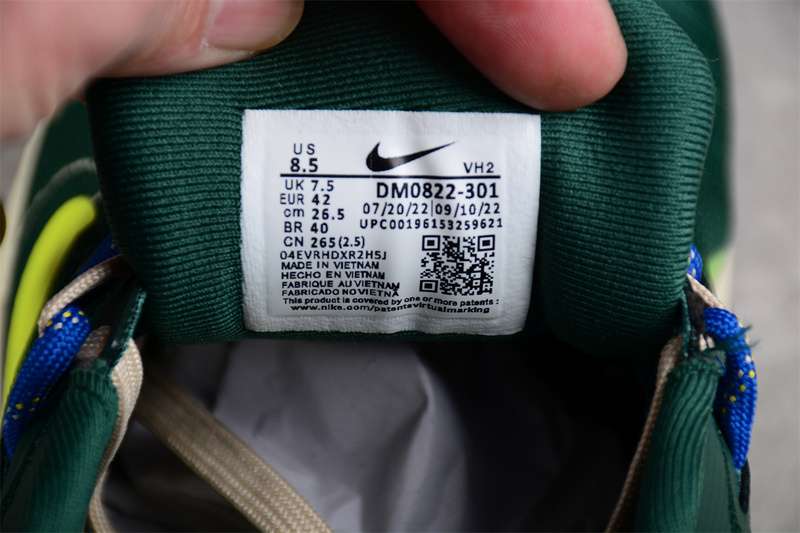 US
8.5
VH2
UK 7.5
EUR 42
cm 26.5
BR 40
CN 265 (2.5)
DM0822-301
07/20/22|09/10/22
UPC00196153259621
04EVRHDXR2H5J
MADE IN VIETNAM
HECHO EN VIETNAM
FABRIQUE AU VIETNAM
FABRICADO NO VIETNÃ
This product is covered by one or more patents :
www.nike.com/patentsvirtualmarking